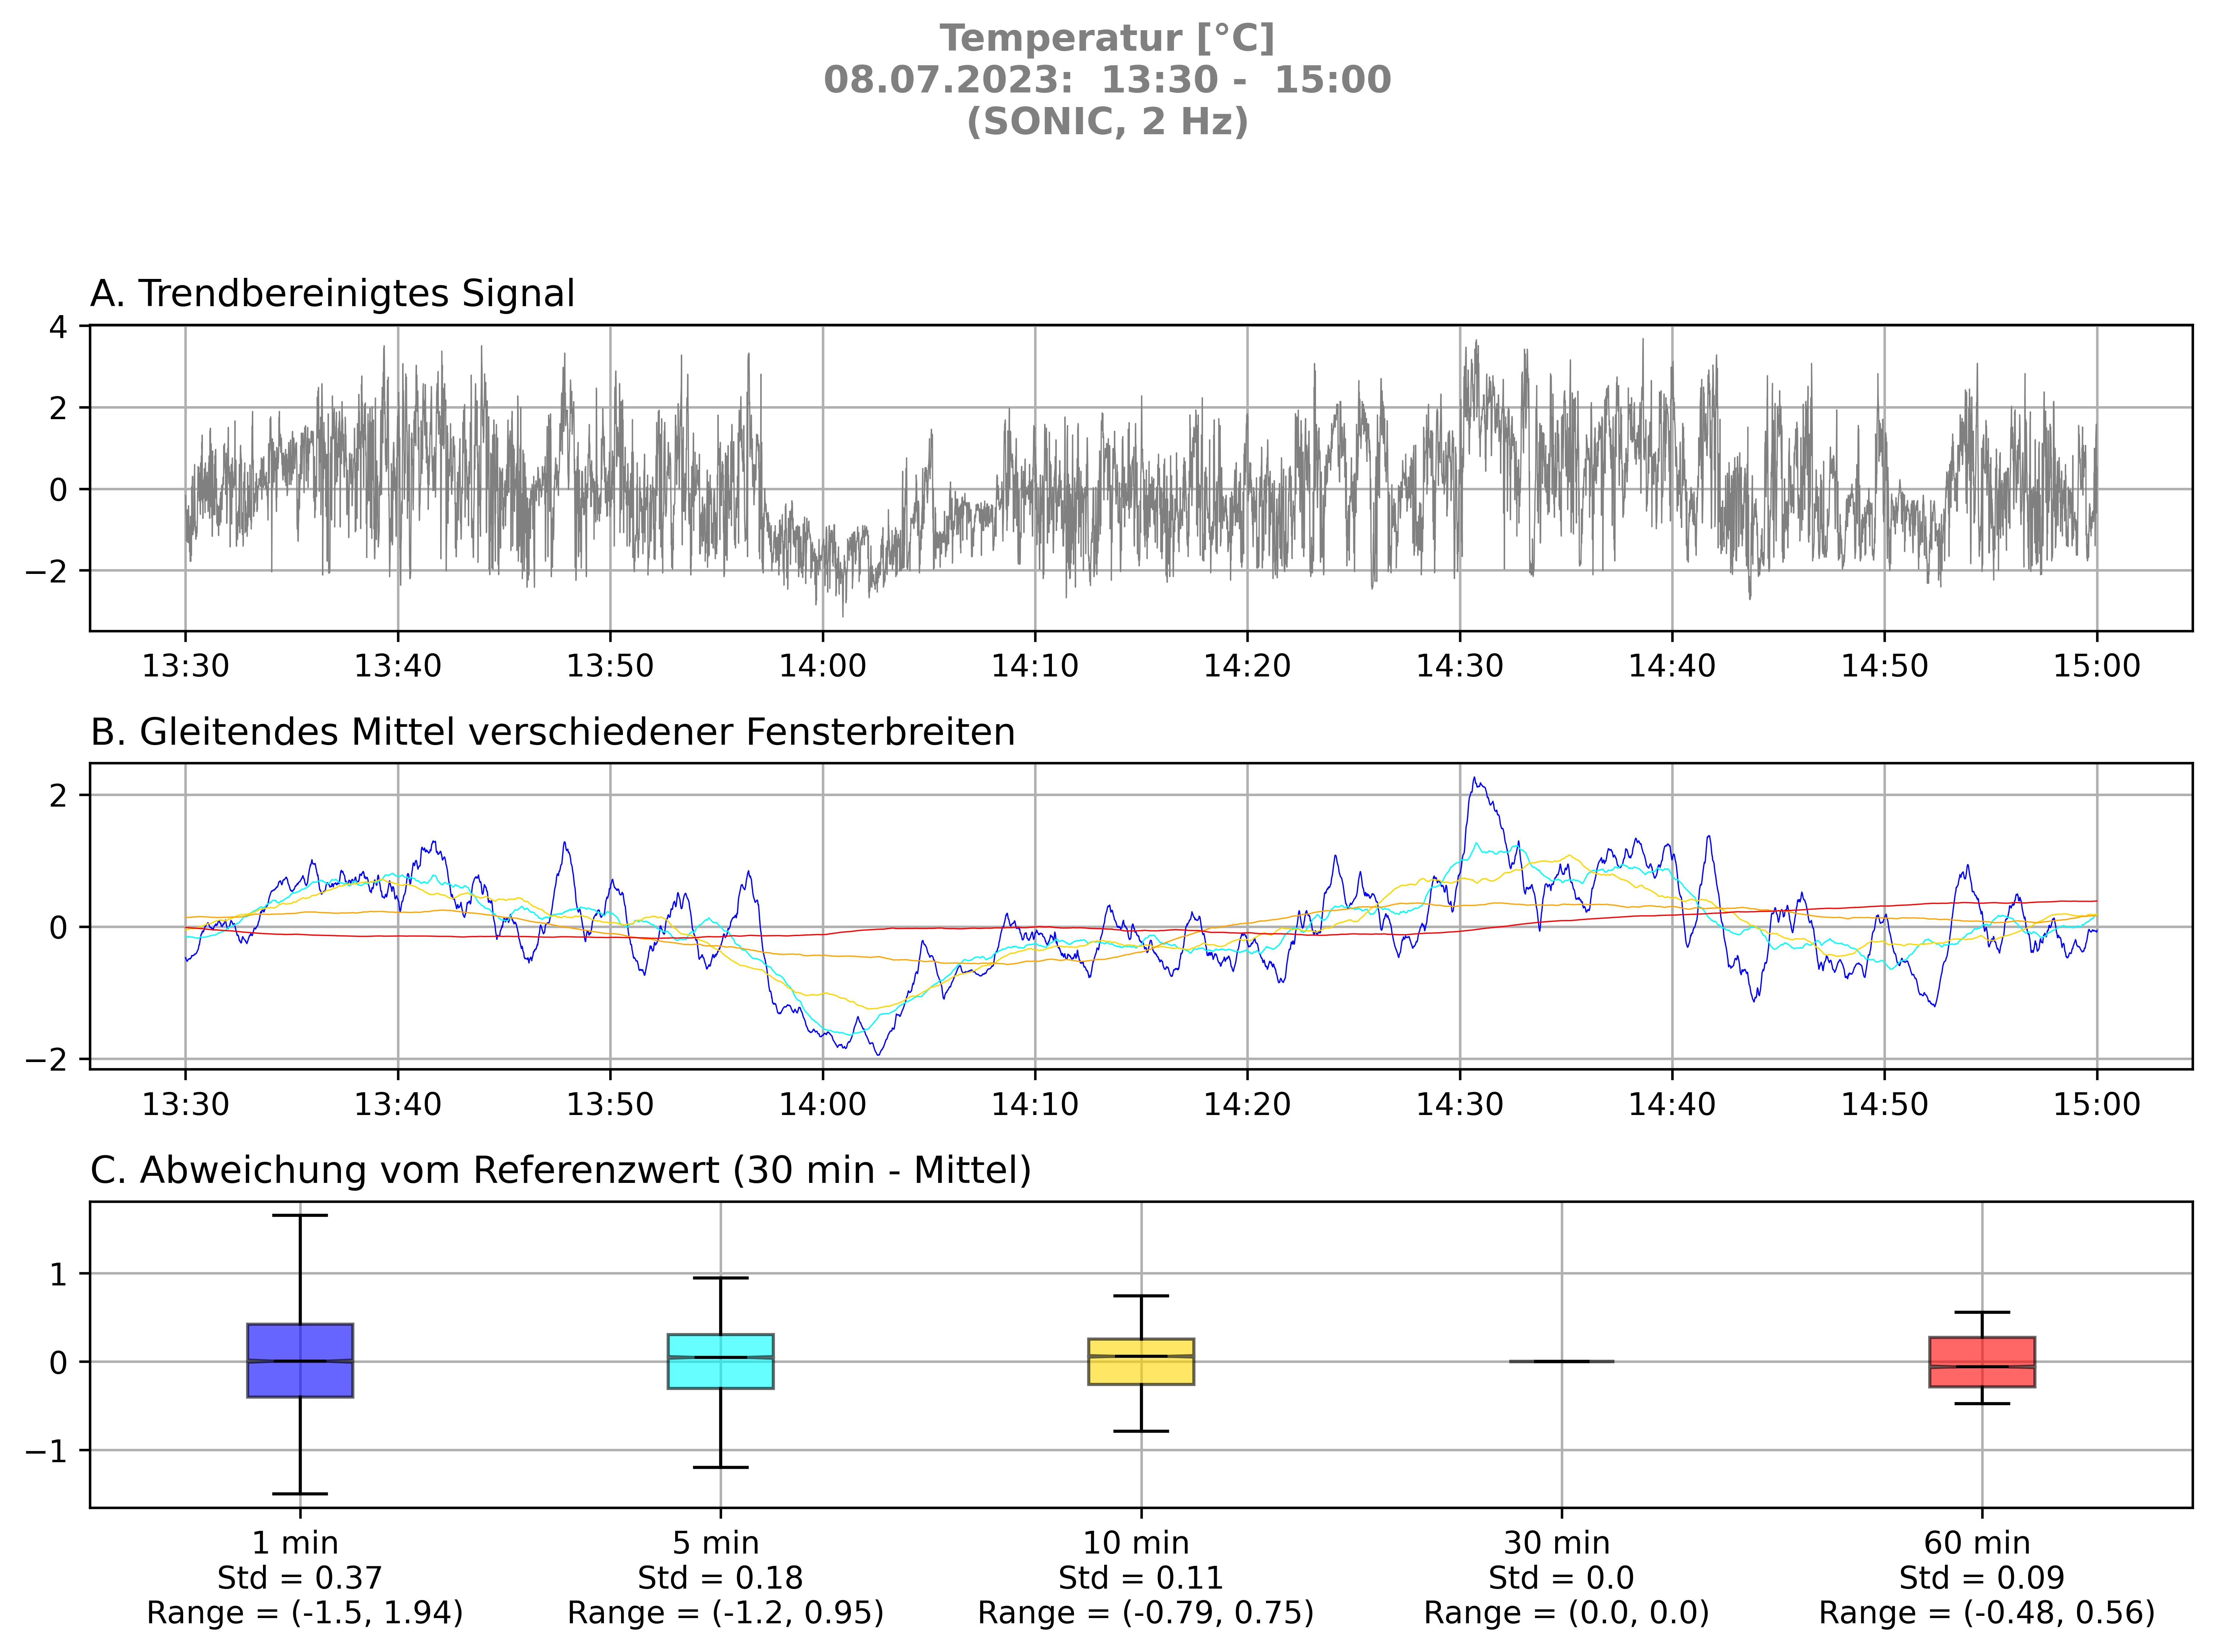 Temperatur [°C]
08.07.2023:  13:30 -  15:00
(SONIC, 2 Hz)
A. Trendbereinigtes Signal
4
2
0
−2
13:30 13:40 13:50 14:00 14:10 14:20 14:30 14:40 14:50 15:00
B. Gleitendes Mittel verschiedener Fensterbreiten
2
0
−2
13:30 13:40 13:50 14:00 14:10 14:20 14:30 14:40 14:50 15:00
C. Abweichung vom Referenzwert (30 min - Mittel)
1
0
−1
1 min 5 min 10 min 30 min 60 min
Std = 0.37 Std = 0.18 Std = 0.11 Std = 0.0 Std = 0.09
Range = (-1.5, 1.94) Range = (-1.2, 0.95) Range = (-0.79, 0.75) Range = (0.0, 0.0) Range = (-0.48, 0.56)